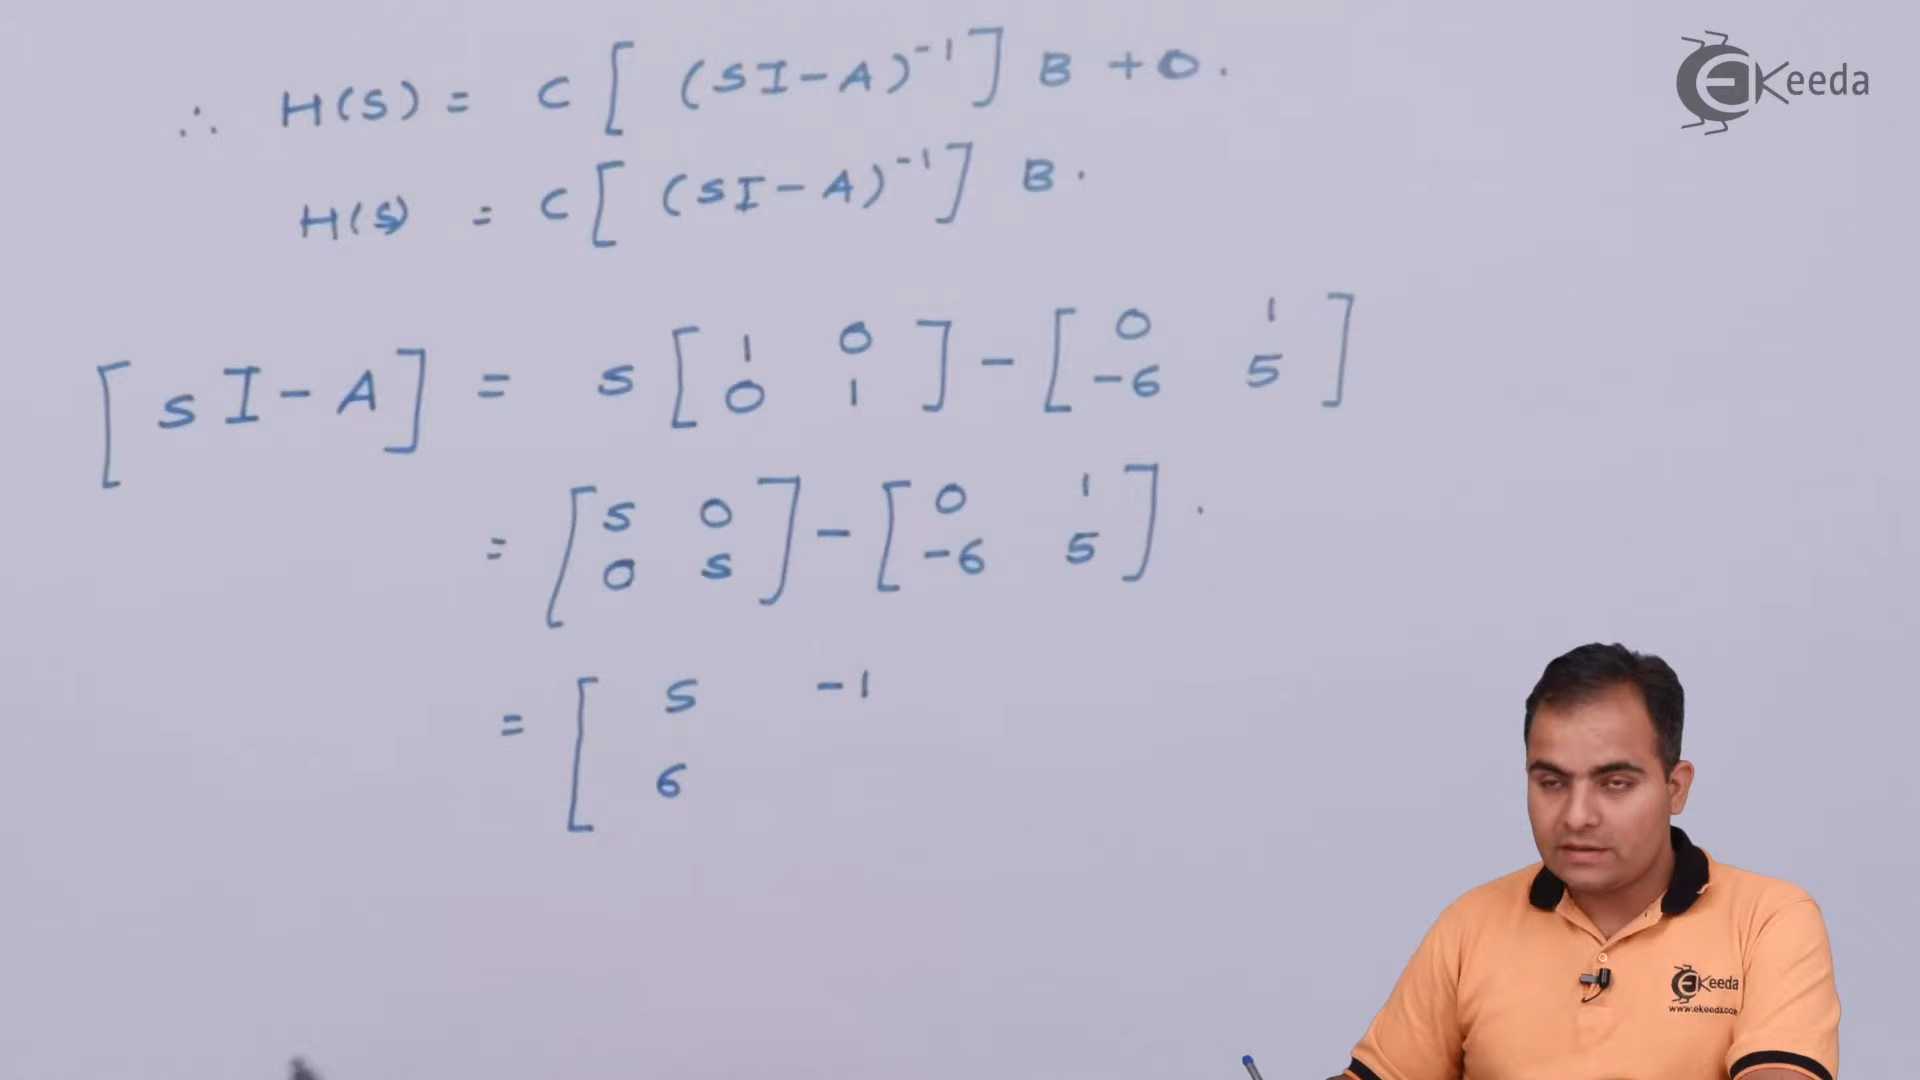 ∴ H(S) = C [ (SI-A)⁻¹ ] B + 0.
EKeeda
H(S) = C [ (SI-A)⁻¹ ] B.
[ S I - A ] = S [ 1 0 ] - [ 0 1 ]
0 1 -6 5
= [ S 0 ] - [ 0 1 ] .
0 S -6 5
= [ S -1
6
EKeeda
www.ekeeda.com